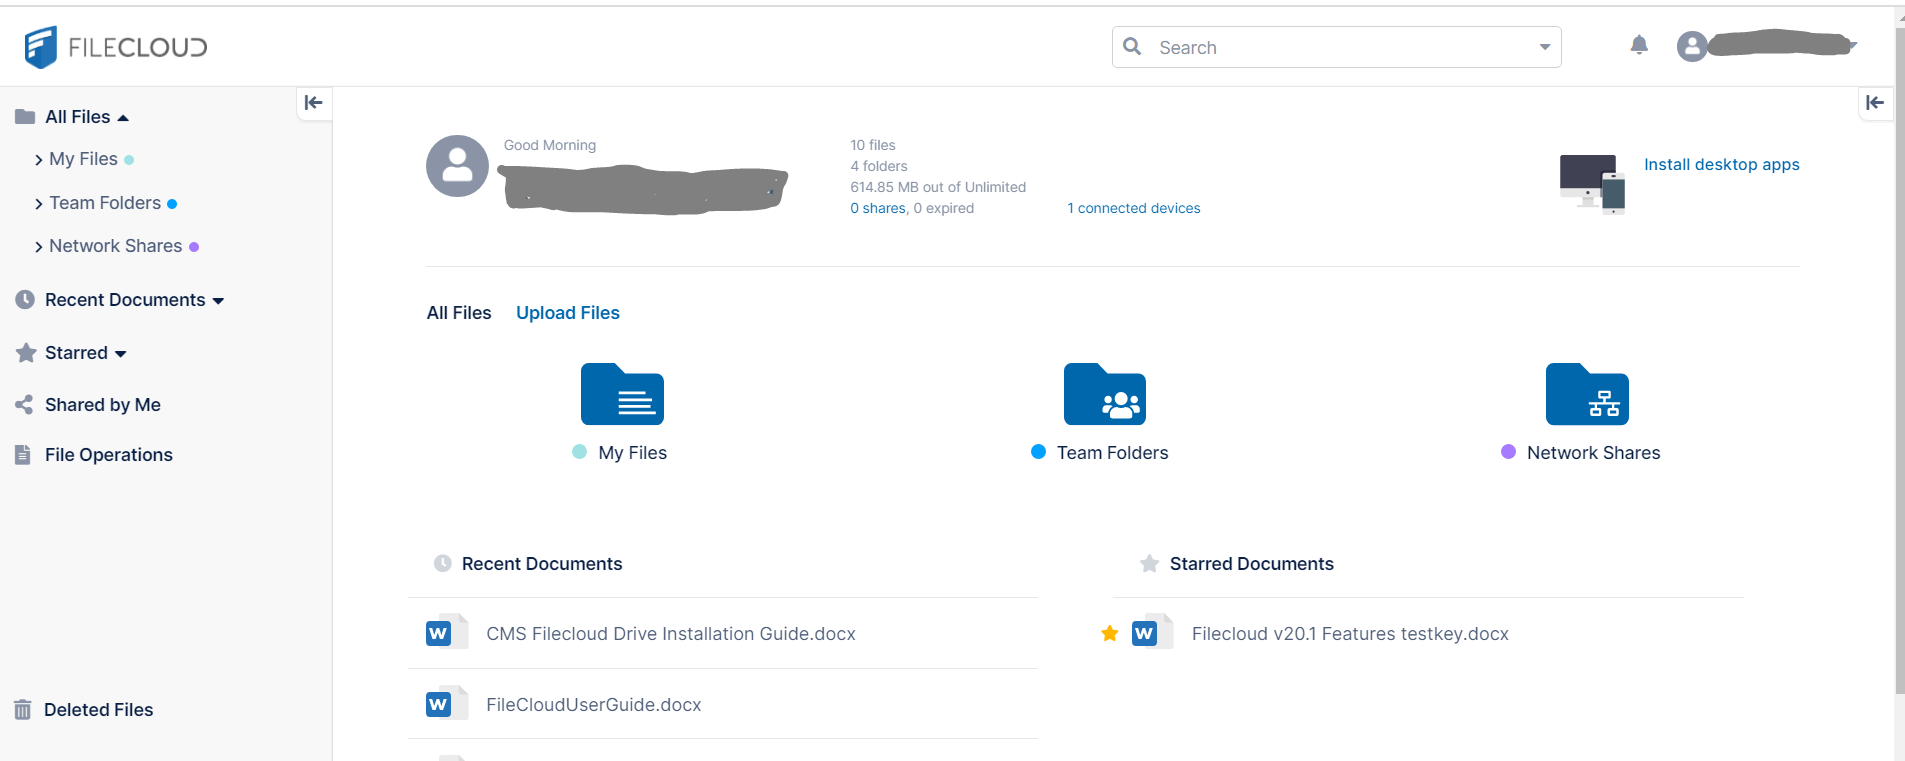 FILECLOUD
Search
All Files
My Files
Team Folders
Network Shares
Recent Documents
Starred
Shared by Me
File Operations
Deleted Files
Good Morning
10 files
4 folders
614.85 MB out of Unlimited
0 shares, 0 expired
1 connected devices
Install desktop apps
All Files
Upload Files
My Files
Team Folders
Network Shares
Recent Documents
W CMS Filecloud Drive Installation Guide.docx
W FileCloudUserGuide.docx
Starred Documents
W Filecloud v20.1 Features testkey.docx